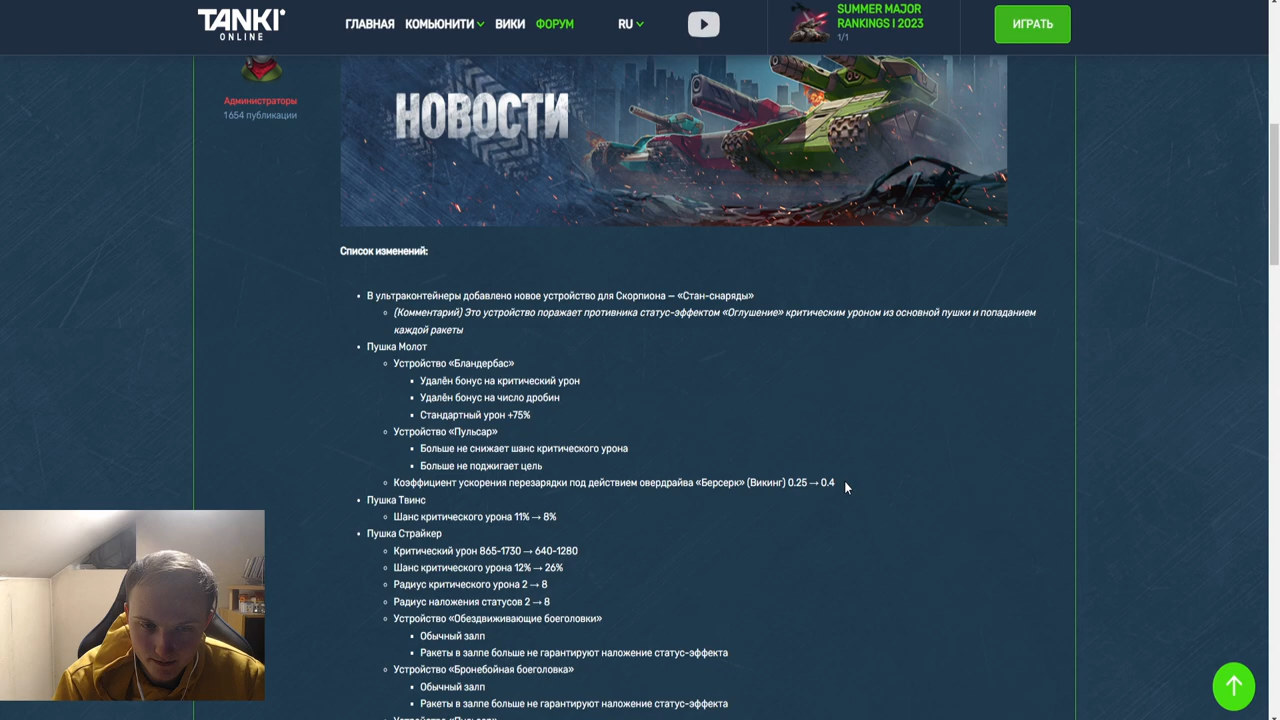 TANKI
ONLINE
ГЛАВНАЯ КОМЬЮНИТИ ВИКИ ФОРУМ RU
SUMMER MAJOR
RANKINGS I 2023
1/1
ИГРАТЬ
Администраторы
1 654 публикации
НОВОСТИ
Список изменений:
В ультраконтейнеры добавлено новое устройство для Скорпиона — «Стан-снаряды»
(Комментарий) Это устройство поражает противника статус-эффектом «Оглушение» критическим уроном из основной пушки и попаданием
каждой ракеты
Пушка Молот
Устройство «Бландербас»
Удалён бонус на критический урон
Удалён бонус на число дробин
Стандартный урон +75%
Устройство «Пульсар»
Больше не снижает шанс критического урона
Больше не поджигает цель
Коэффициент ускорения перезарядки под действием овердрайва «Берсерк» (Викинг) 0.25 → 0.4
Пушка Твинс
Шанс критического урона 11% → 8%
Пушка Страйкер
Критический урон 865-1730 → 640-1280
Шанс критического урона 12% → 26%
Радиус критического урона 2 → 8
Радиус наложения статусов 2 → 8
Устройство «Обездвиживающие боеголовки»
Обычный залп
Ракеты в залпе больше не гарантируют наложение статус-эффекта
Устройство «Бронебойная боеголовка»
Обычный залп
Ракеты в залпе больше не гарантируют наложение статус-эффекта